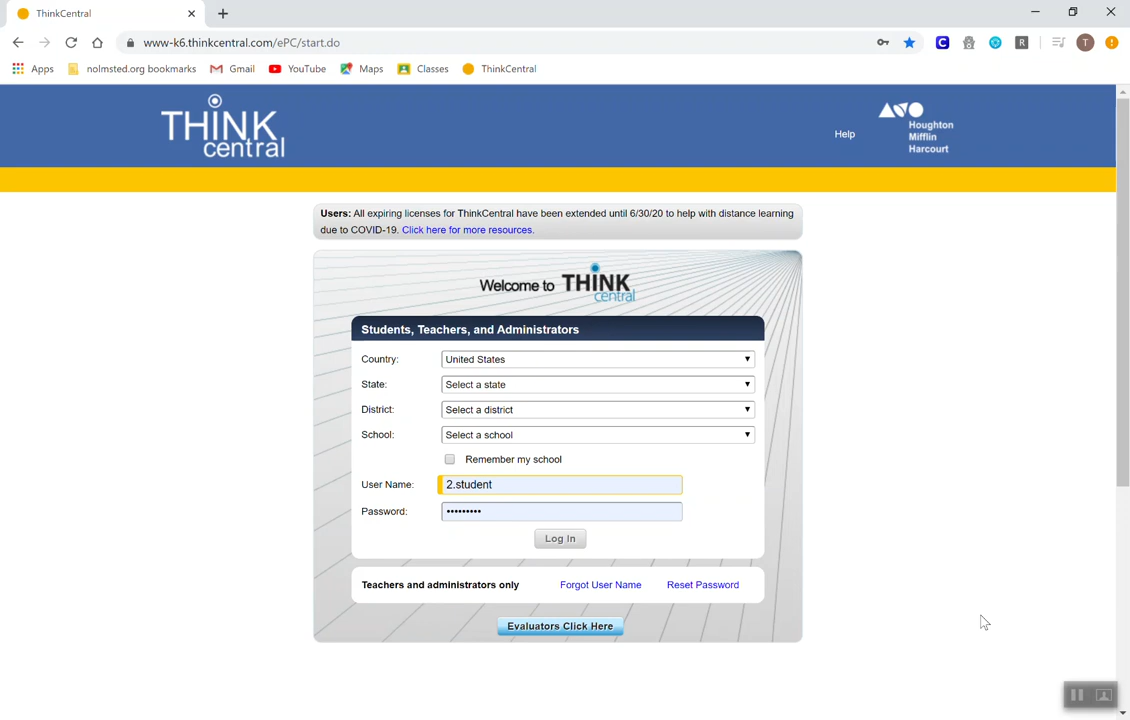 ThinkCentral
www-k6.thinkcentral.com/ePC/start.do
C
R
T
Apps
nolmsted.org bookmarks
Gmail
YouTube
Maps
Classes
ThinkCentral
THINK
central
Help
Houghton
Mifflin
Harcourt
Users: All expiring licenses for ThinkCentral have been extended until 6/30/20 to help with distance learning
due to COVID-19. Click here for more resources.
Welcome to THINK
central
Students, Teachers, and Administrators
Country: United States
State: Select a state
District: Select a district
School: Select a school
Remember my school
User Name: 2.student
Password: •••••••••
Log in
Teachers and administrators only Forgot User Name Reset Password
Evaluators Click Here